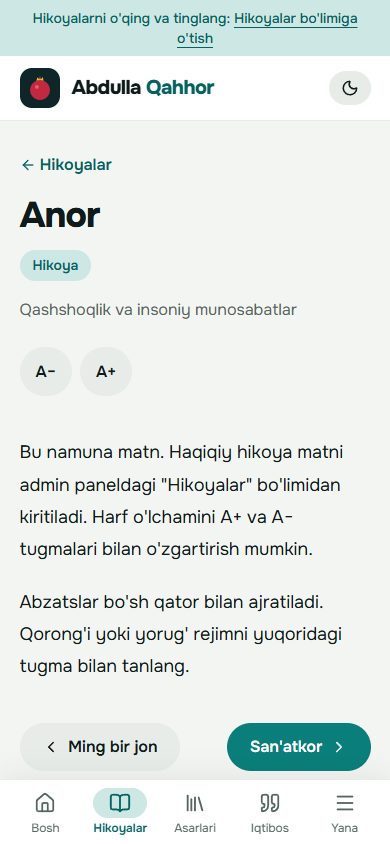 Hikoyalarni o'qing va tinglang: Hikoyalar bo'limiga
o'tish
Abdulla Qahhor
← Hikoyalar
Anor
Hikoya
Qashshoqlik va insoniy munosabatlar
A−
A+
Bu namuna matn. Haqiqiy hikoya matni
admin paneldagi "Hikoyalar" bo'limidan
kiritiladi. Harf o'lchamini A+ va A−
tugmalari bilan o'zgartirish mumkin.
Abzatslar bo'sh qator bilan ajratiladi.
Qorong'i yoki yorug' rejimni yuqoridagi
tugma bilan tanlang.
Ming bir jon
San'atkor
Bosh
Hikoyalar
Asarlari
Iqtibos
Yana